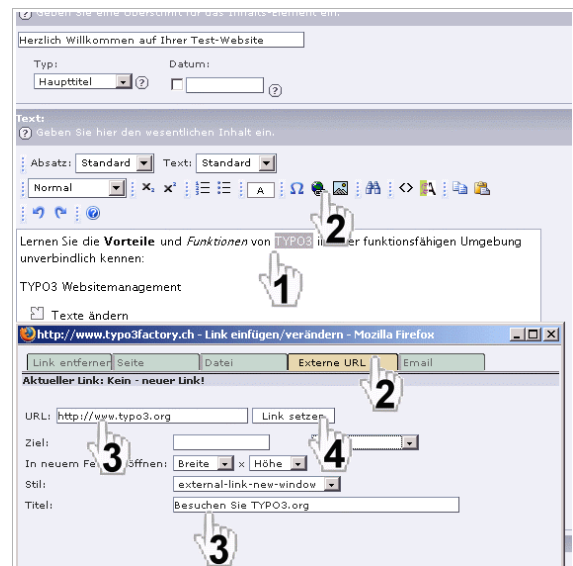 Geben Sie eine Überschrift für das Inhalts-Element ein.
Herzlich Willkommen auf Ihrer Test-Website
Typ: Datum:
Haupttitel
Text:
Geben Sie hier den wesentlichen Inhalt ein.
Absatz: Standard Text: Standard
Normal
Lernen Sie die Vorteile und Funktionen von TYPO3 in funktionsfähigen Umgebung
unverbindlich kennen:
2
1
TYPO3 Websitemanagement
Texte ändern
http://www.typo3factory.ch - Link einfügen/verändern - Mozilla Firefox
Link entfernen Seite Datei Externe URL Email
2
Aktueller Link: Kein - neuer Link!
URL: http://www.typo3.org Link setzen
3
4
Ziel:
In neuem öffnen: Breite x Höhe
Stil: external-link-new-window
Titel: Besuchen Sie TYPO3.org
3